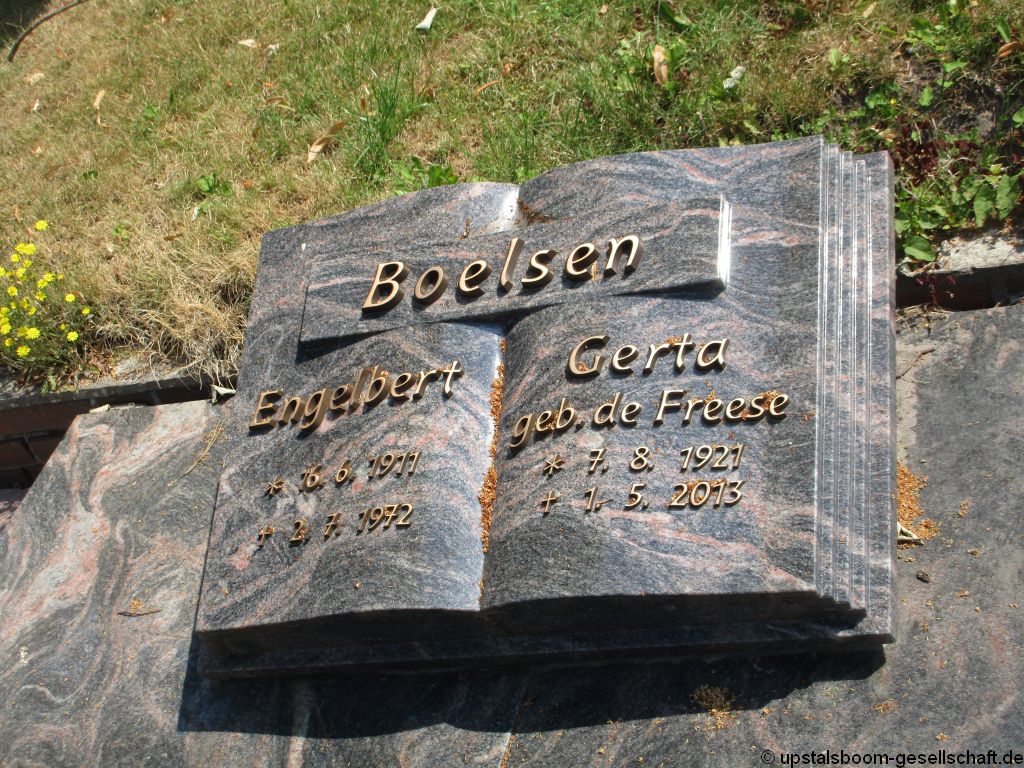 Boelsen
Engelbert
* 16. 6. 1911
† 2. 7. 1972
Gerta
geb. de Freese
* 7. 8. 1921
† 1. 5. 2013
© upstalsboom-gesellschaft.de